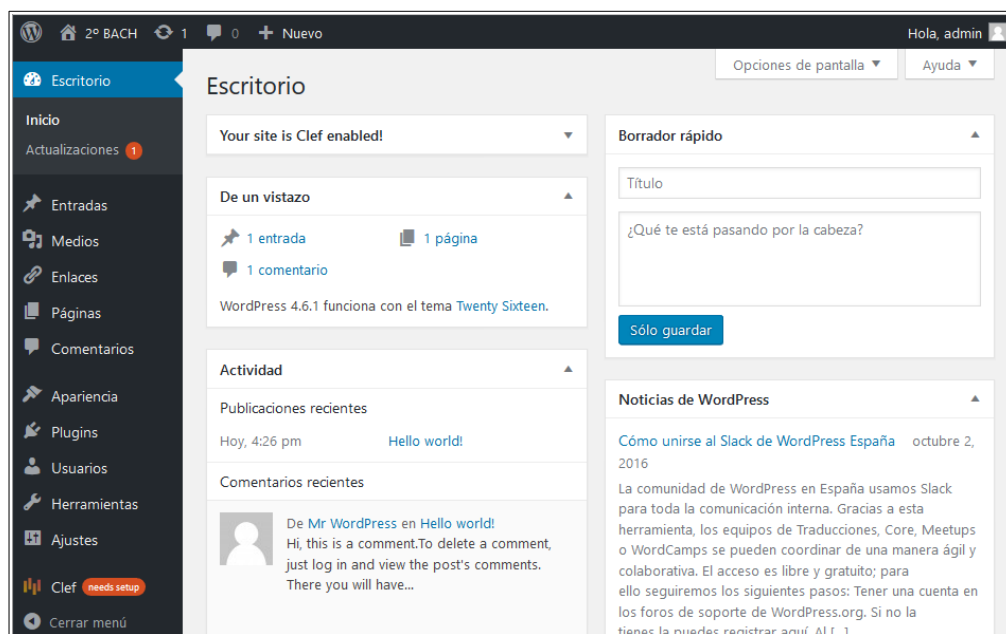 2º BACH 1 0 + Nuevo Hola, admin
Escritorio
Inicio
Actualizaciones 1
Entradas
Medios
Enlaces
Páginas
Comentarios
Apariencia
Plugins
Usuarios
Herramientas
Ajustes
Clef needs setup
Cerrar menú
Opciones de pantalla ▼ Ayuda ▼
Escritorio
Your site is Clef enabled!
De un vistazo
1 entrada 1 página
1 comentario
WordPress 4.6.1 funciona con el tema Twenty Sixteen.
Actividad
Publicaciones recientes
Hoy, 4:26 pm Hello world!
Comentarios recientes
De Mr WordPress en Hello world!
Hi, this is a comment.To delete a comment,
just log in and view the post's comments.
There you will have...
Borrador rápido
Título
¿Qué te está pasando por la cabeza?
Sólo guardar
Noticias de WordPress
Cómo unirse al Slack de WordPress España octubre 2,
2016
La comunidad de WordPress en España usamos Slack
para toda la comunicación interna. Gracias a esta
herramienta, los equipos de Traducciones, Core, Meetups
o WordCamps se pueden coordinar de una manera ágil y
colaborativa. El acceso es libre y gratuito; para
ello seguiremos los siguientes pasos: Tener una cuenta en
los foros de soporte de WordPress.org. Si no la
tienes la puedes registrar aquí. Al [...]